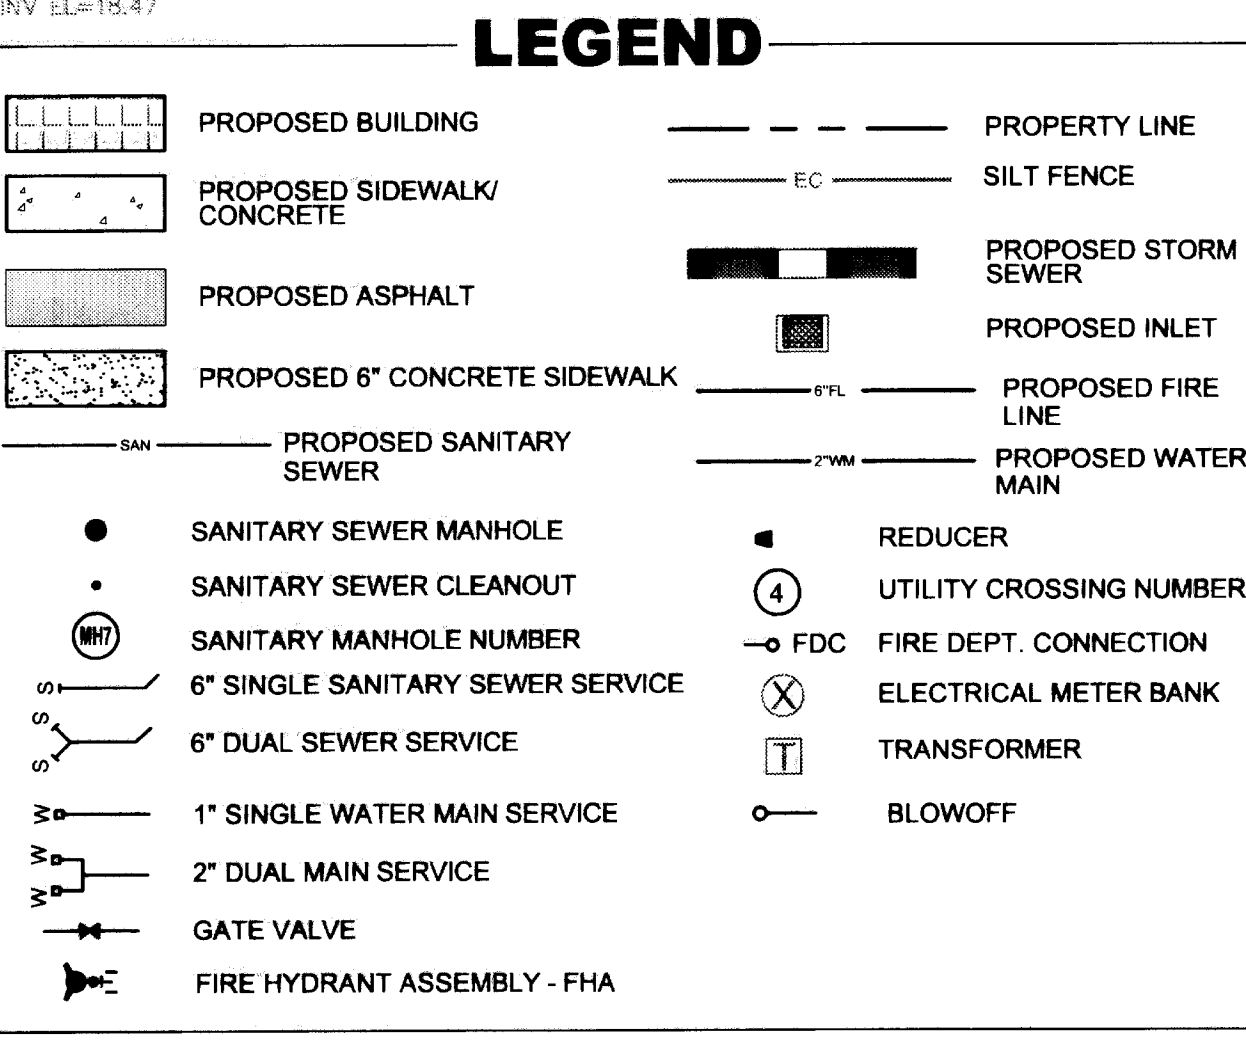 INV EL=18.47
LEGEND
PROPOSED BUILDING
PROPOSED SIDEWALK/
CONCRETE
PROPOSED ASPHALT
PROPOSED 6" CONCRETE SIDEWALK
SAN PROPOSED SANITARY
SEWER
SANITARY SEWER MANHOLE
SANITARY SEWER CLEANOUT
MH7 SANITARY MANHOLE NUMBER
S 6" SINGLE SANITARY SEWER SERVICE
S
S 6" DUAL SEWER SERVICE
W 1" SINGLE WATER MAIN SERVICE
W
W 2" DUAL MAIN SERVICE
GATE VALVE
FIRE HYDRANT ASSEMBLY - FHA
PROPERTY LINE
EC SILT FENCE
PROPOSED STORM
SEWER
PROPOSED INLET
6"FL PROPOSED FIRE
LINE
2"WM PROPOSED WATER
MAIN
REDUCER
4 UTILITY CROSSING NUMBER
FDC FIRE DEPT. CONNECTION
X ELECTRICAL METER BANK
T TRANSFORMER
BLOWOFF